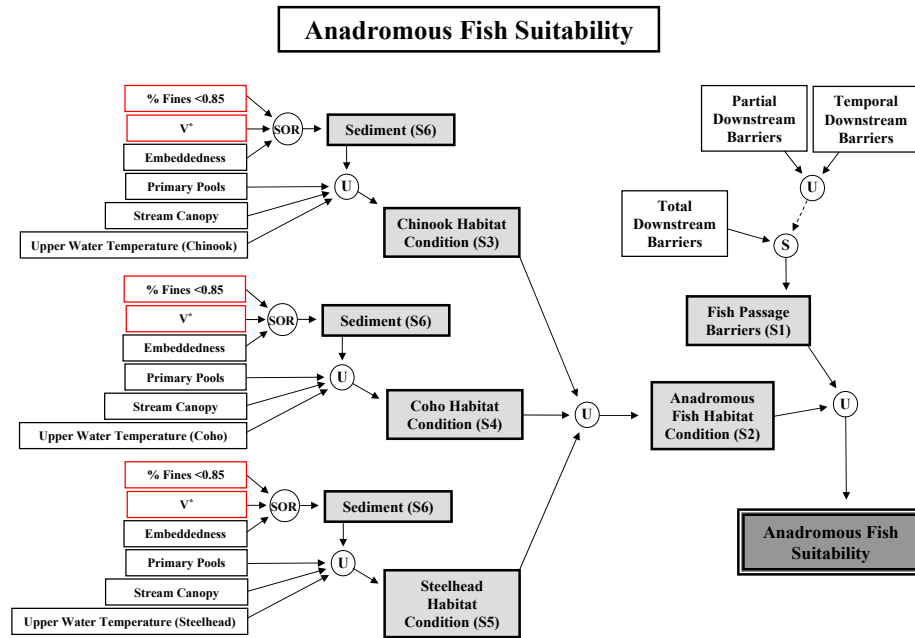 Anadromous Fish Suitability
% Fines <0.85
V*
Embeddedness
SOR
Sediment (S6)
Primary Pools
Stream Canopy
Upper Water Temperature (Chinook)
U
Chinook Habitat
Condition (S3)
% Fines <0.85
V*
Embeddedness
SOR
Sediment (S6)
Primary Pools
Stream Canopy
Upper Water Temperature (Coho)
U
Coho Habitat
Condition (S4)
% Fines <0.85
V*
Embeddedness
SOR
Sediment (S6)
Primary Pools
Stream Canopy
Upper Water Temperature (Steelhead)
U
Steelhead
Habitat
Condition (S5)
U
Anadromous
Fish Habitat
Condition (S2)
Partial
Downstream
Barriers
Temporal
Downstream
Barriers
U
Total
Downstream
Barriers
S
Fish Passage
Barriers (S1)
U
Anadromous Fish
Suitability